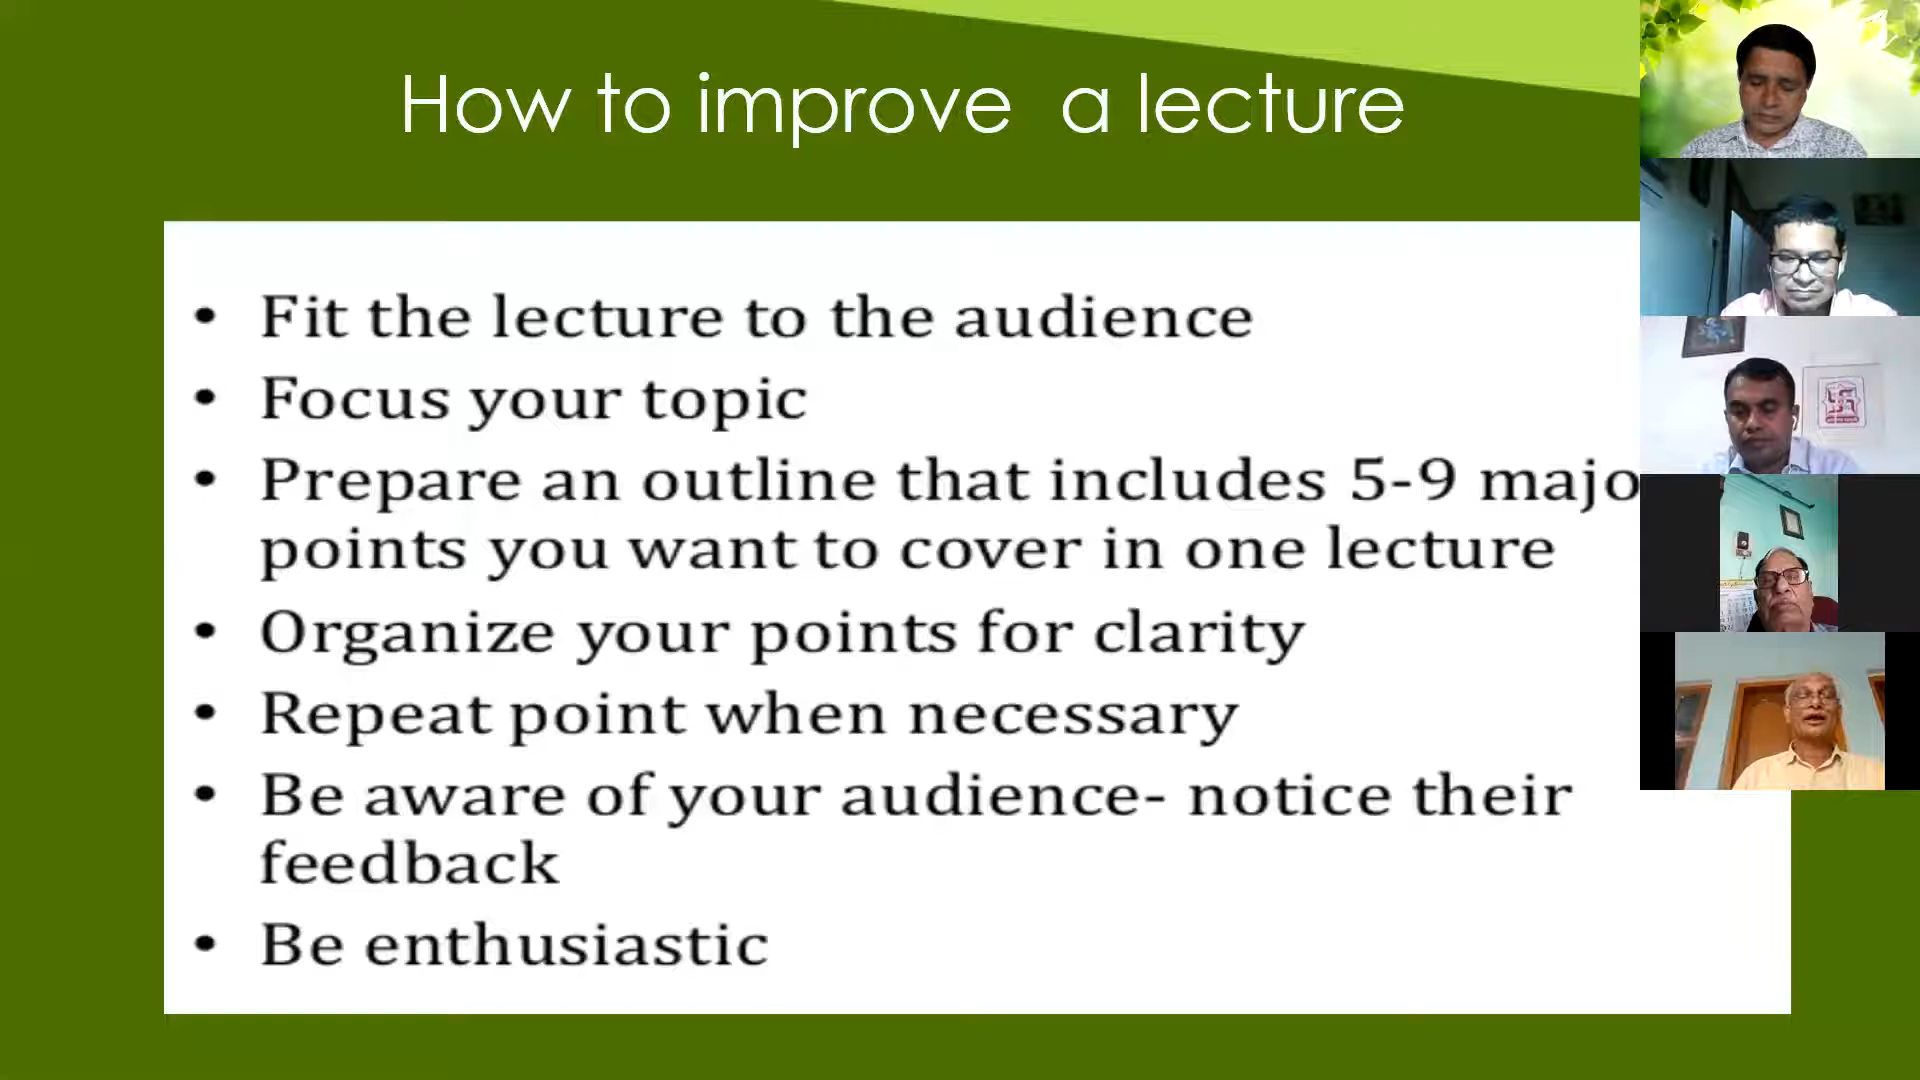 How to improve a lecture
• Fit the lecture to the audience
• Focus your topic
• Prepare an outline that includes 5-9 majo
points you want to cover in one lecture
• Organize your points for clarity
• Repeat point when necessary
• Be aware of your audience- notice their
feedback
• Be enthusiastic